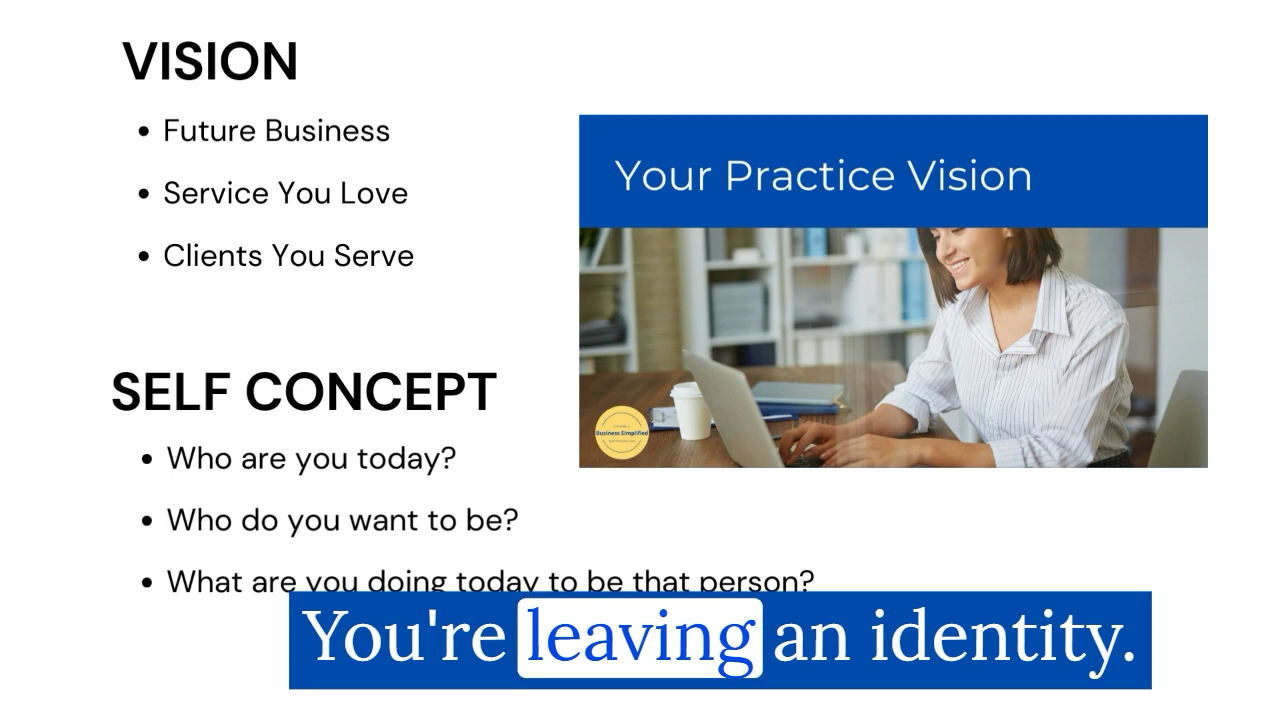 VISION
• Future Business
• Service You Love
• Clients You Serve
Your Practice Vision
Business Simplified
SELF CONCEPT
• Who are you today?
• Who do you want to be?
• What are you doing today to be that person?
You're leaving an identity.